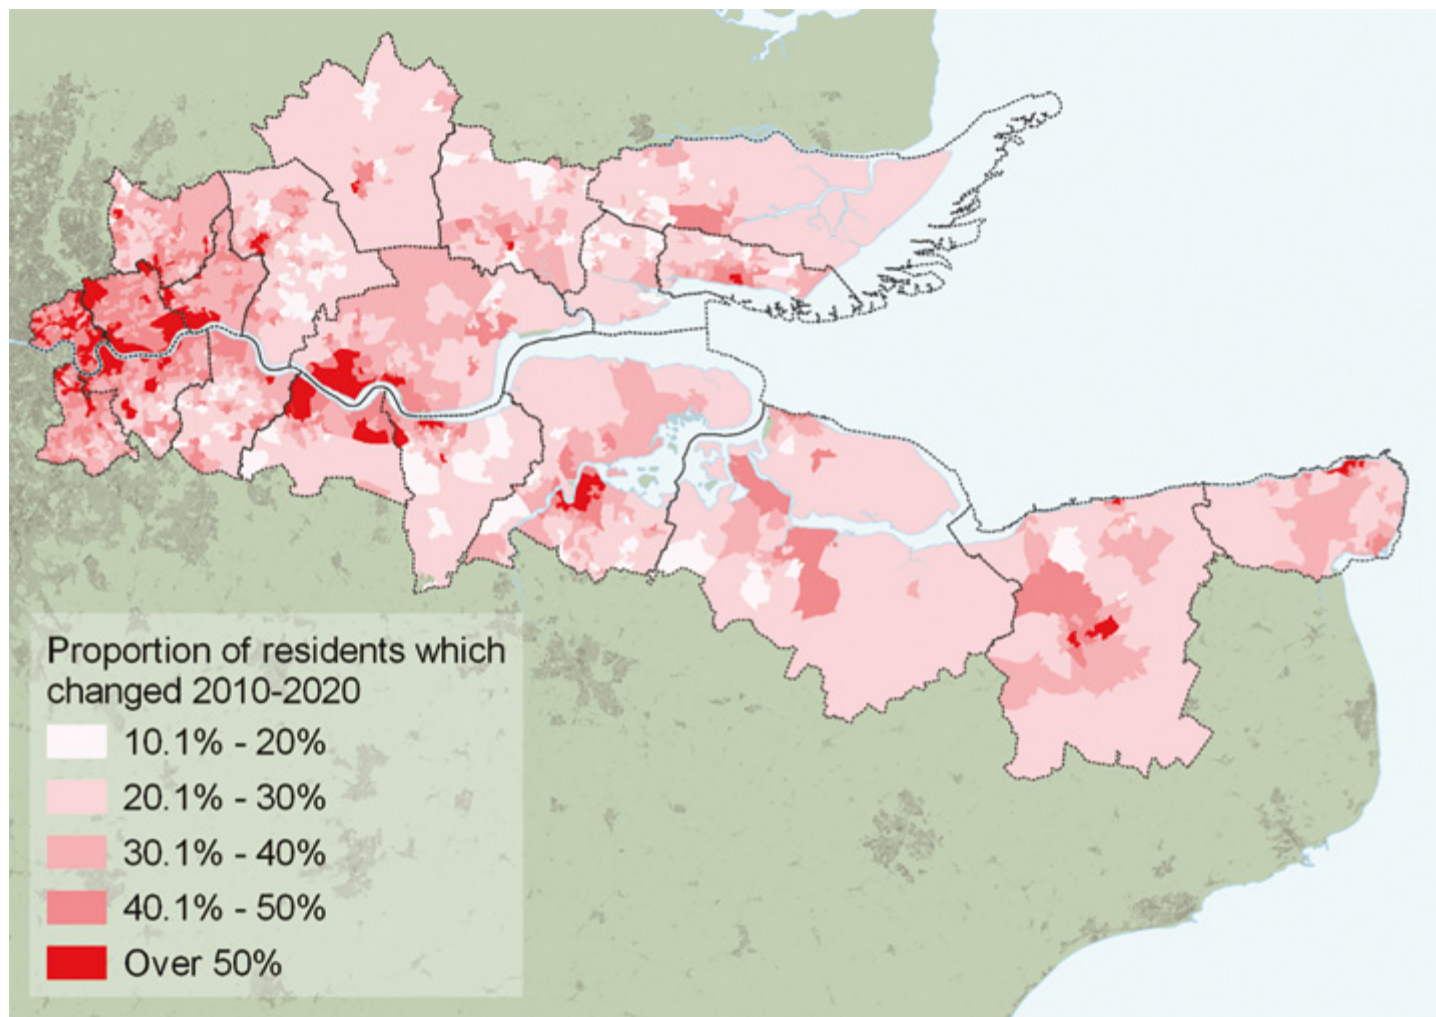 Proportion of residents which
changed 2010-2020
10.1% - 20%
20.1% - 30%
30.1% - 40%
40.1% - 50%
Over 50%